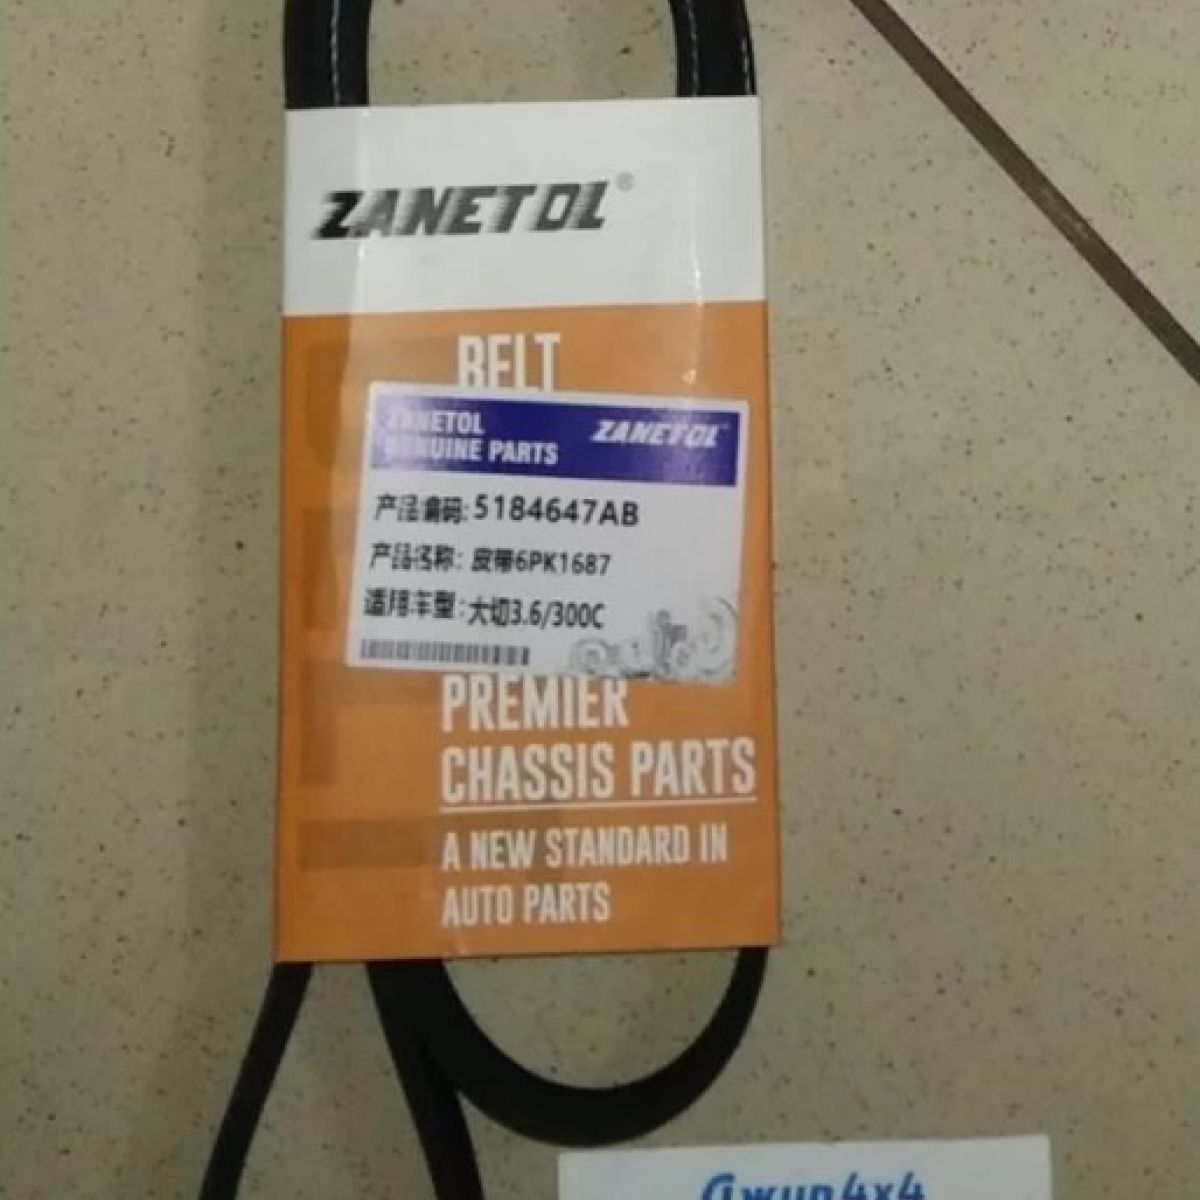 ZANETOL®
BELT
ZANETOL
GENUINE PARTS
ZANETOL
产品编码:5184647AB
产品名称: 皮带6PK1687
适用车型:大切3.6/300C
PREMIER
CHASSIS PARTS
A NEW STANDARD IN
AUTO PARTS
Джип4x4